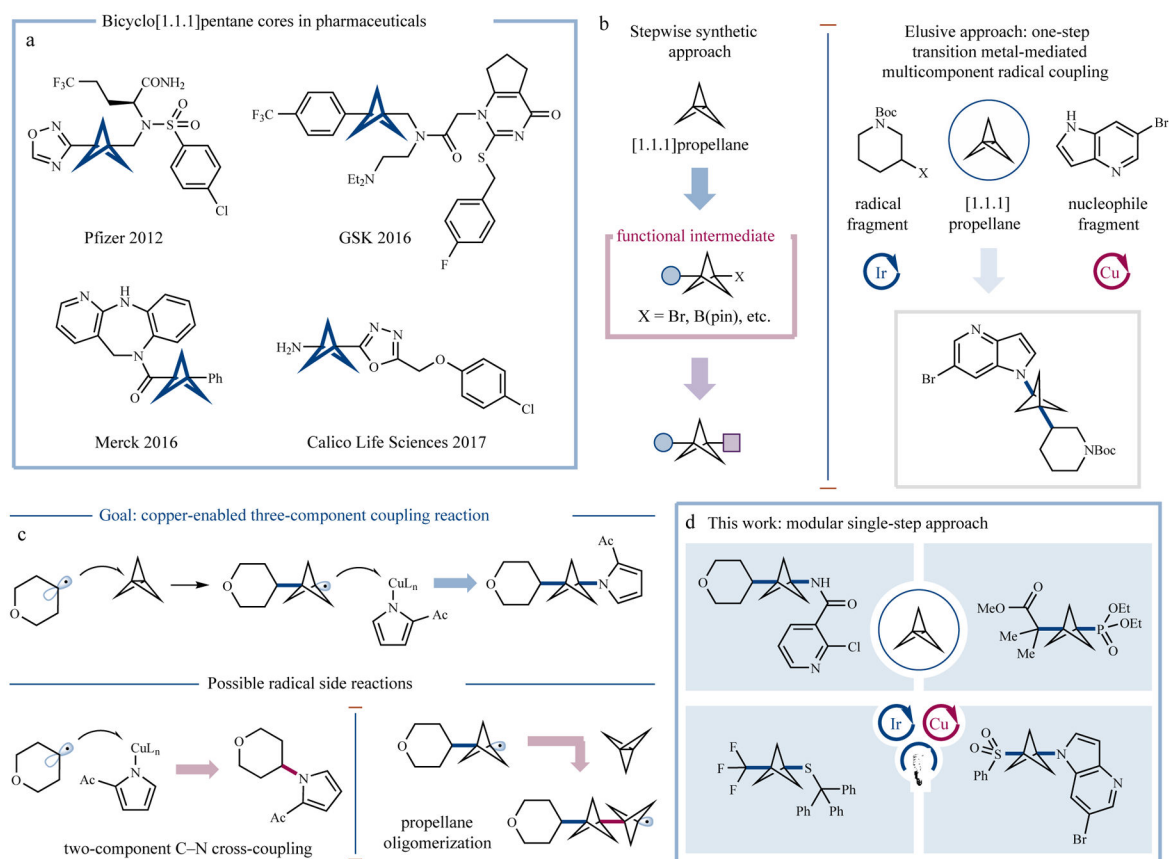 Bicyclo[1.1.1]pentane cores in pharmaceuticals
a
F₃C
CONH₂
N
O
N
N
N
S
O
O
Cl
Pfizer 2012
F₃C
N
O
Et₂N
N
O
N
S
F
GSK 2016
N
H
N
N
O
Ph
Merck 2016
H₂N
N
N
O
O
Cl
Calico Life Sciences 2017
b
Stepwise synthetic
approach
[1.1.1]propellane
functional intermediate
X
X = Br, B(pin), etc.
Elusive approach: one-step
transition metal-mediated
multicomponent radical coupling
Boc
N
X
radical
fragment
[1.1.1]
propellane
H
N
Br
N
nucleophile
fragment
Ir
Cu
N
Br
N
NBoc
Goal: copper-enabled three-component coupling reaction
c
O
O
CuLₙ
N
Ac
O
Ac
N
Possible radical side reactions
O
CuLₙ
N
Ac
O
N
Ac
two-component C–N cross-coupling
O
O
propellane
oligomerization
d
This work: modular single-step approach
O
NH
O
Cl
N
MeO
O
Me
Me
OEt
P
OEt
O
Ir
Cu
F
F
F
S
Ph
Ph
Ph
O
O
S
Ph
N
N
Br